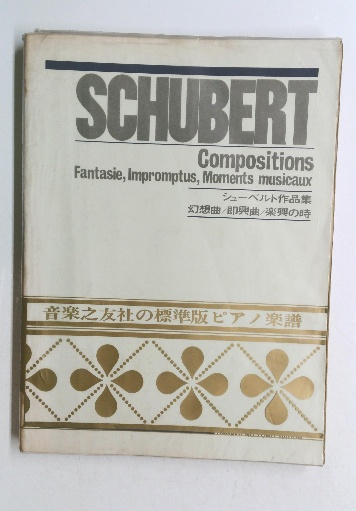 SCHUBERT
Compositions
Fantasie, Impromptus, Moments musicaux
シューベルト作品集
幻想曲/即興曲/楽興の時
音楽之友社の標準版ピアノ楽譜